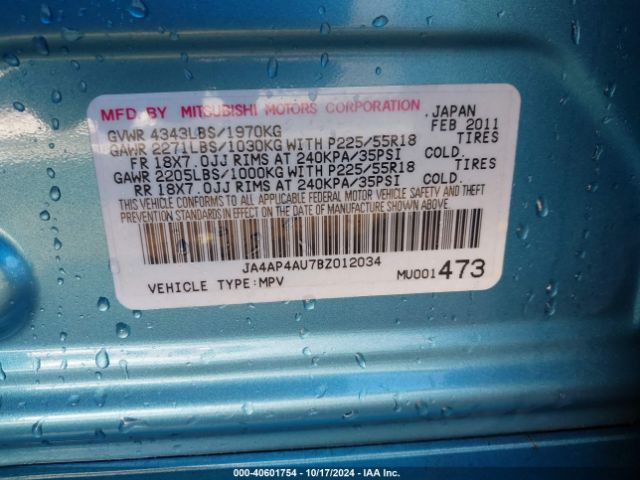 MFD BY MITSUBISHI MOTORS CORPORATION , JAPAN
GVWR 4343LBS/1970KG FEB 2011
GAWR 2271LBS/1030KG WITH P225/55R18 TIRES
FR 18X7.0JJ RIMS AT 240KPA/35PSI COLD.
GAWR 2205LBS/1000KG WITH P225/55R18 TIRES
RR 18X7.0JJ RIMS AT 240KPA/35PSI COLD.
THIS VEHICLE CONFORMS TO ALL APPLICABLE FEDERAL MOTOR VEHICLE SAFETY AND THEFT
PREVENTION STANDARDS IN EFFECT ON THE DATE OF MANUFACTURE SHOWN ABOVE.
JA4AP4AU7BZ012034
VEHICLE TYPE:MPV MU001473
000-40601754 | 10/17/2024 | IAA Inc.